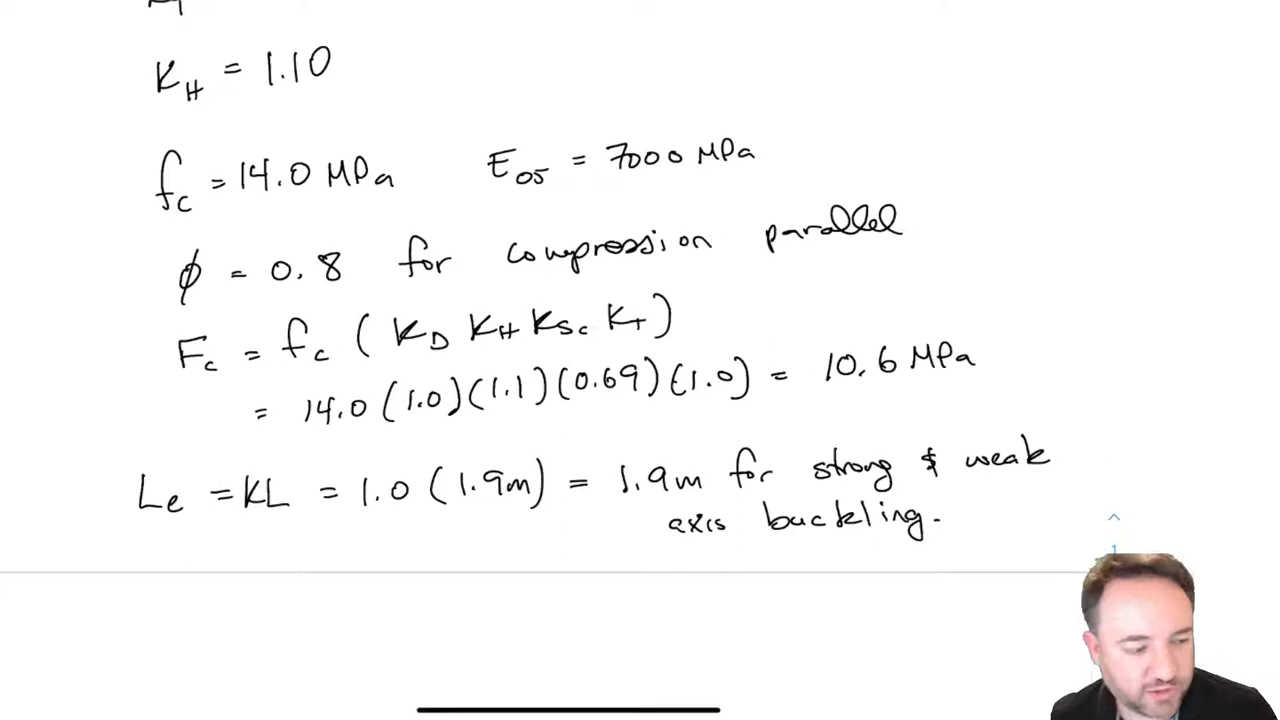 K_H = 1.10
f_c = 14.0 MPa E_05 = 7000 MPa
ϕ = 0.8 for compression parallel
F_c = f_c ( K_D K_H K_Sc K_T )
= 14.0 (1.0)(1.1)(0.69)(1.0) = 10.6 MPa
Le = KL = 1.0 (1.9m) = 1.9m for strong & weak
axis buckling.
1